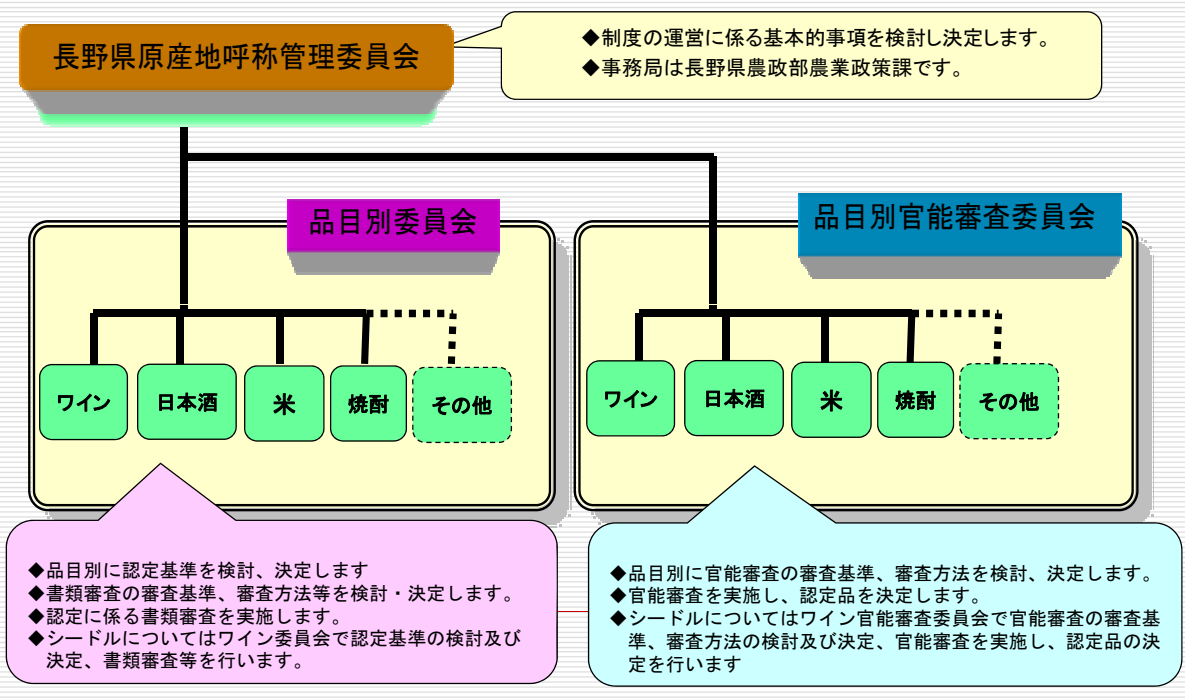 長野県原産地呼称管理委員会
◆制度の運営に係る基本的事項を検討し決定します。
◆事務局は長野県農政部農業政策課です。
品目別委員会
品目別官能審査委員会
ワイン
日本酒
米
焼酎
その他
ワイン
日本酒
米
焼酎
その他
◆品目別に認定基準を検討、決定します
◆書類審査の審査基準、審査方法等を検討・決定します。
◆認定に係る書類審査を実施します。
◆シードルについてはワイン委員会で認定基準の検討及び
決定、書類審査等を行います。
◆品目別に官能審査の審査基準、審査方法を検討、決定します。
◆官能審査を実施し、認定品を決定します。
◆シードルについてはワイン官能審査委員会で官能審査の審査基
準、審査方法の検討及び決定、官能審査を実施し、認定品の決
定を行います